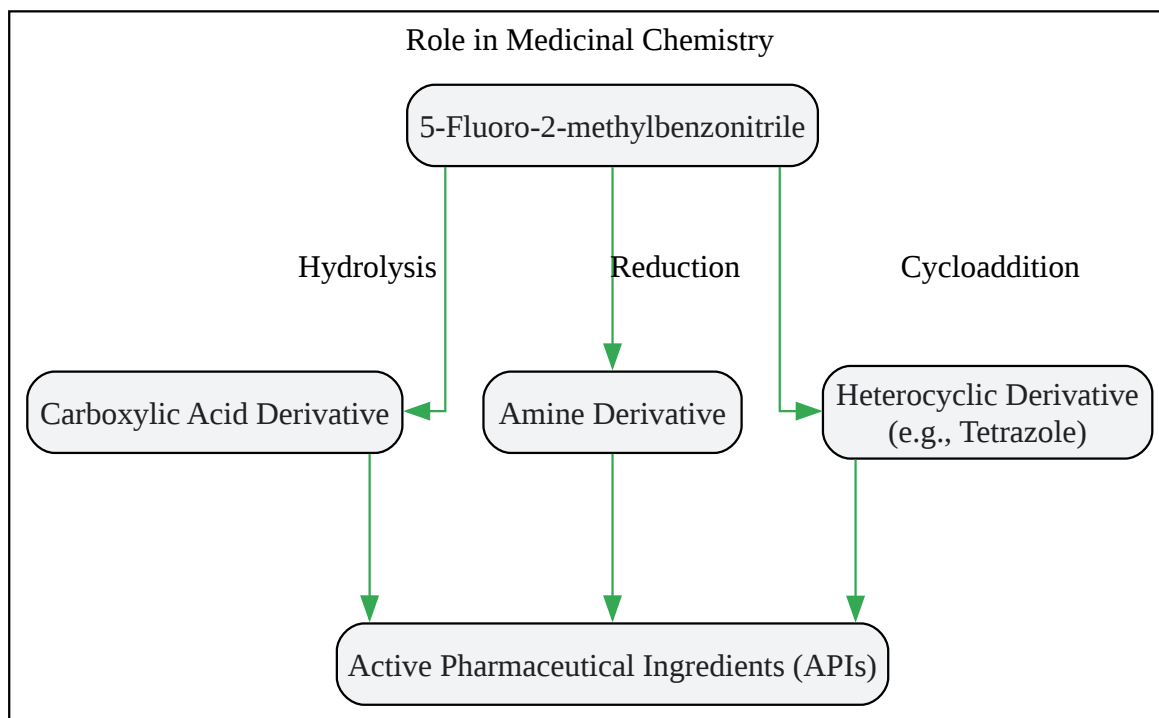 Role in Medicinal Chemistry
5-Fluoro-2-methylbenzonitrile
Hydrolysis
Reduction
Cycloaddition
Carboxylic Acid Derivative
Amine Derivative
Heterocyclic Derivative
(e.g., Tetrazole)
Active Pharmaceutical Ingredients (APIs)